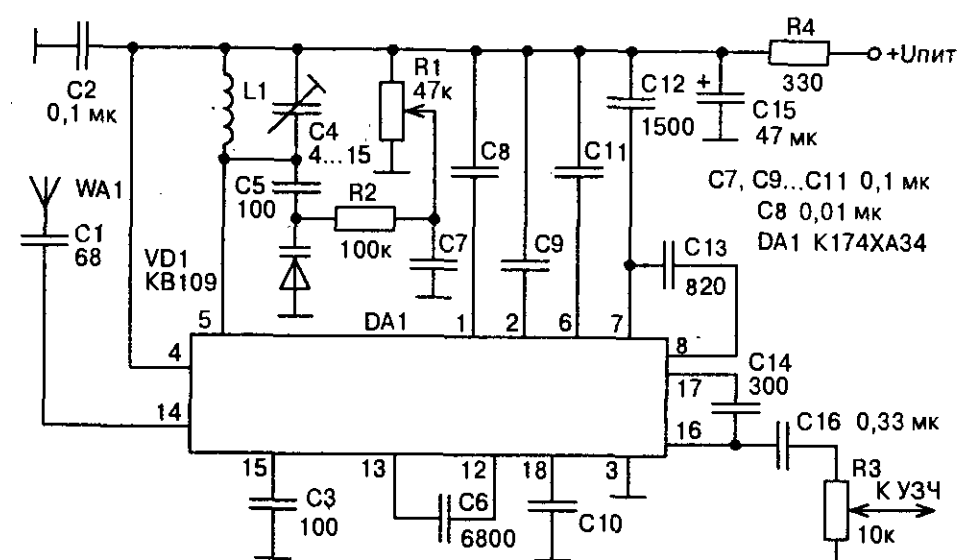 R4
+Uпит
330
C2
0,1 мк
L1
R1
47к
C12
1500
+
C15
47 мк
C4
4...15
C8
C11
WA1
C5
100
R2
100к
C7, C9...C11 0,1 мк
C8 0,01 мк
DA1 К174ХА34
C1
68
VD1
КВ109
C7
C9
C13
820
5
DA1
1
2
6
7
8
4
17
C14
300
14
16
C16 0,33 мк
15
13
12
18
3
R3
К УЗЧ
10к
C3
100
C6
6800
C10